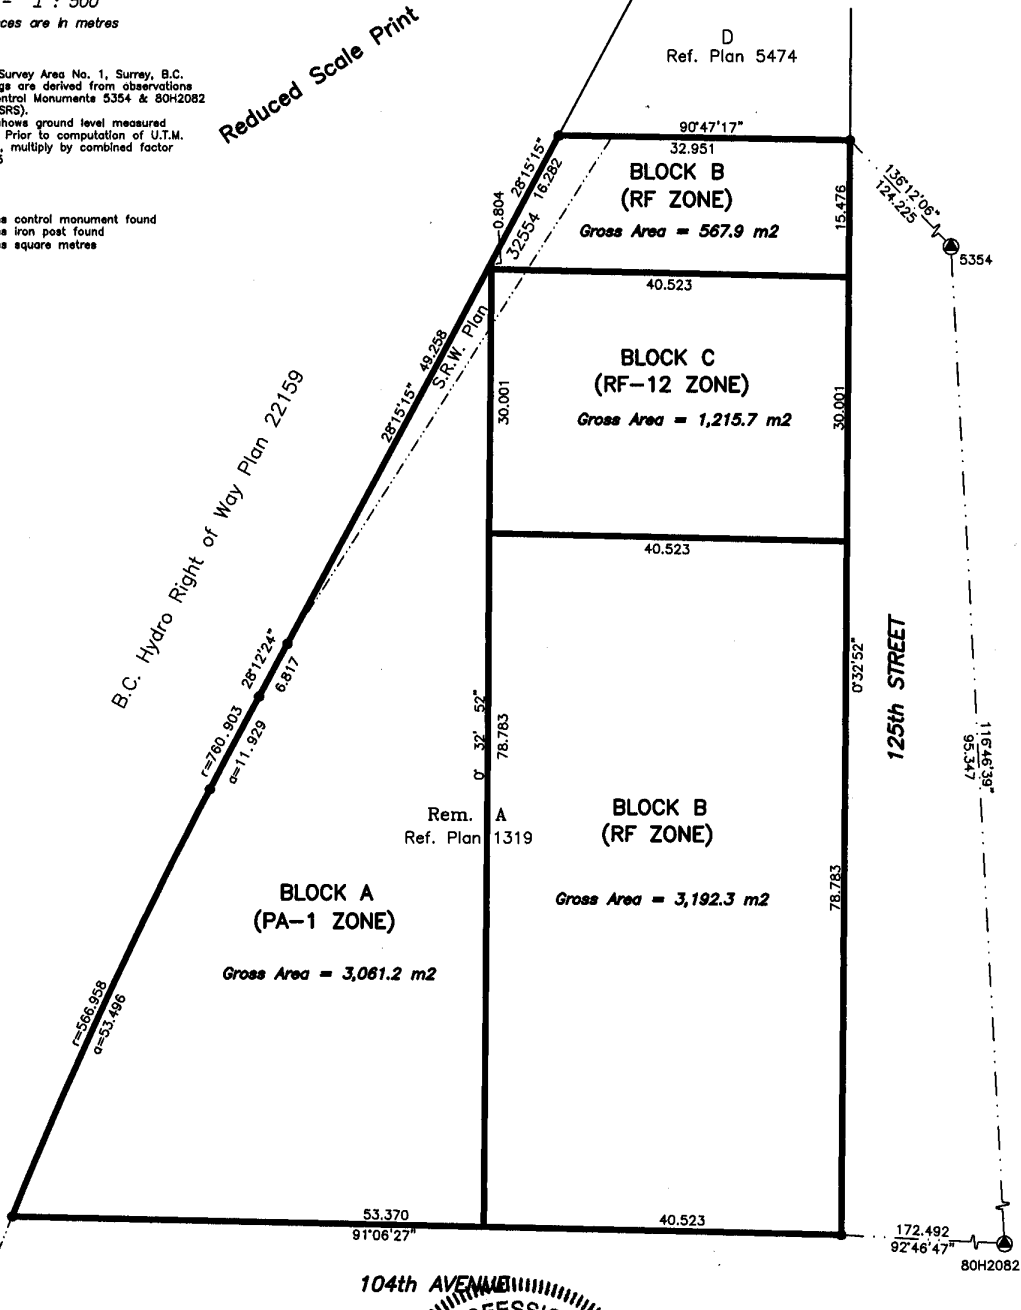 1 : 500
ces are in metres
Reduced Scale Print
Survey Area No. 1, Surrey, B.C.
gs are derived from observations
ntrol Monuments 5354 & 80H2082
SRS).
hows ground level measured
Prior to computation of U.T.M.
, multiply by combined factor
s control monument found
s iron post found
s square metres
D
Ref. Plan 5474
90°47'17"
32.951
28°15'15"
16.282
BLOCK B
(RF ZONE)
Gross Area = 567.9 m2
15.476
136°12'06"
124.225
5354
0.804
32554
40.523
S.R.W. Plan
49.258
28°15'15"
30.001
BLOCK C
(RF-12 ZONE)
Gross Area = 1,215.7 m2
30.001
40.523
B.C. Hydro Right of Way Plan 22159
28°12'24"
6.817
r=760.903
a=11.929
0° 32' 52"
78.783
0°32'52"
125th STREET
116°46'39"
95.347
Rem. A
Ref. Plan 1319
BLOCK B
(RF ZONE)
Gross Area = 3,192.3 m2
78.783
BLOCK A
(PA-1 ZONE)
Gross Area = 3,061.2 m2
r=566.958
a=53.496
53.370
91°06'27"
40.523
172.492
92°46'47"
80H2082
104th AVENUE